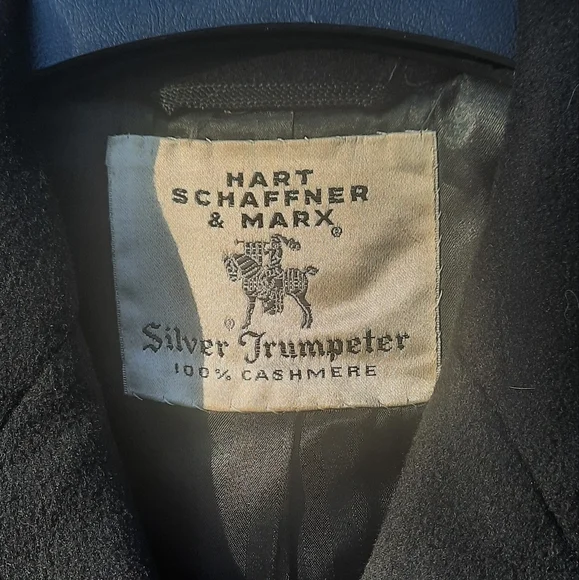 HART
SCHAFFNER
& MARX®
®
Silver Trumpeter
100% CASHMERE